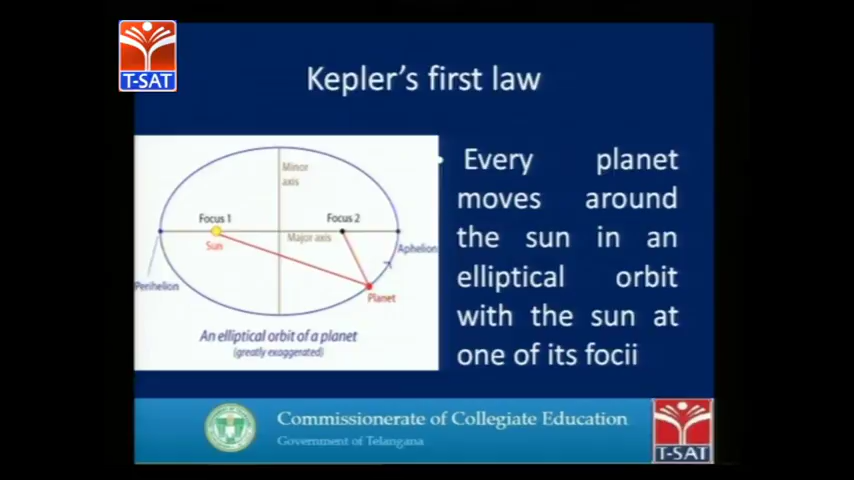 T-SAT
Kepler's first law
Minor
axis
Focus 1
Focus 2
Sun
Major axis
Aphelion
Perihelion
Planet
An elliptical orbit of a planet
(greatly exaggerated)
• Every planet
moves around
the sun in an
elliptical orbit
with the sun at
one of its focii
Commissionerate of Collegiate Education
Government of Telangana
T-SAT